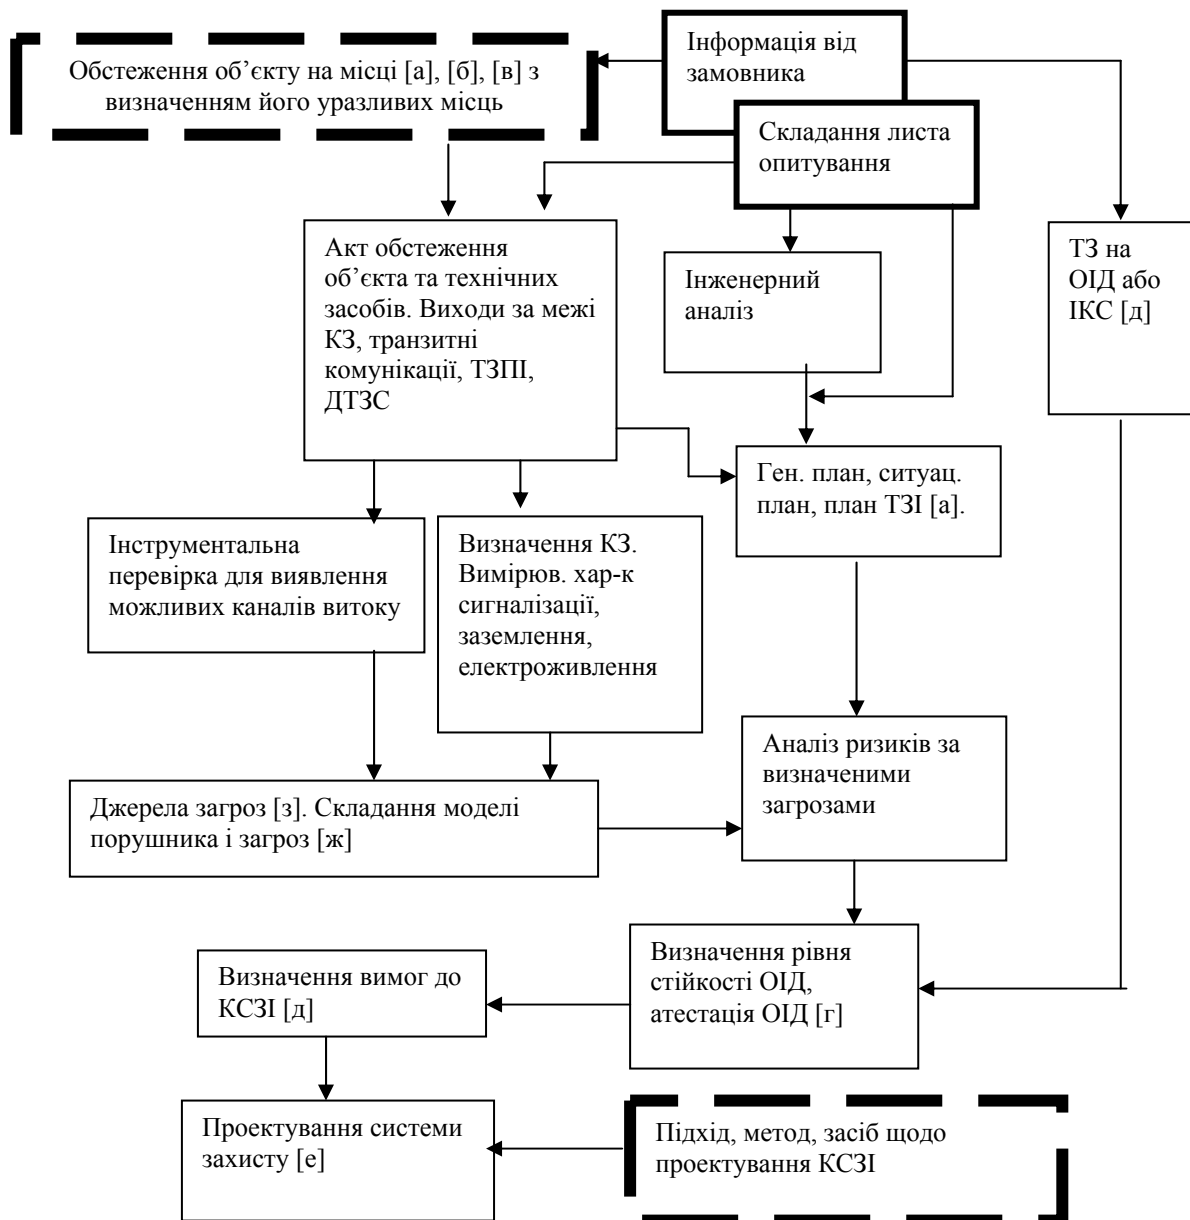 Інформація від
замовника
Обстеження об’єкту на місці [а], [б], [в] з
визначенням його уразливих місць
Складання листа
опитування
Акт обстеження
об’єкта та технічних
засобів. Виходи за межі
КЗ, транзитні
комунікації, ТЗПІ,
ДТЗС
Інженерний
аналіз
ТЗ на
ОІД або
ІКС [д]
Ген. план, ситуац.
план, план ТЗІ [а].
Інструментальна
перевірка для виявлення
можливих каналів витоку
Визначення КЗ.
Вимірюв. хар-к
сигналізації,
заземлення,
електроживлення
Аналіз ризиків за
визначеними
загрозами
Джерела загроз [з]. Складання моделі
порушника і загроз [ж]
Визначення рівня
стійкості ОІД,
атестація ОІД [г]
Визначення вимог до
КСЗІ [д]
Проектування системи
захисту [е]
Підхід, метод, засіб щодо
проектування КСЗІ